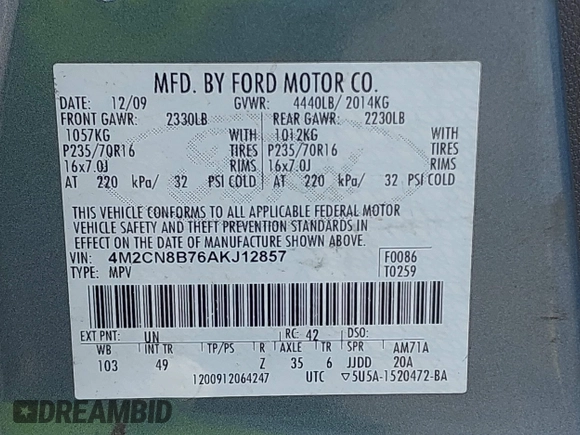 MFD. BY FORD MOTOR CO.
DATE: 12/09 GVWR: 4440LB/ 2014KG
FRONT GAWR: 2330LB REAR GAWR: 2230LB
1057KG WITH 1012KG WITH
P235/70R16 TIRES P235/70R16 TIRES
16x7.0J RIMS 16x7.0J RIMS
AT 220 kPa/ 32 PSI COLD AT 220 kPa/ 32 PSI COLD
THIS VEHICLE CONFORMS TO ALL APPLICABLE FEDERAL MOTOR
VEHICLE SAFETY AND THEFT PREVENTION STANDARDS IN
EFFECT ON THE DATE OF MANUFACTURE SHOWN ABOVE.
VIN: 4M2CN8B76AKJ12857 F0086
TYPE: MPV T0259
EXT PNT: UN RC: 42 DSO:
WB INT TR TP/PS R AXLE TR SPR AM71A
103 49 Z 35 6 JJDD 20A
1200912064247 UTC ▽5U5A-1520472-BA
DREAMBID